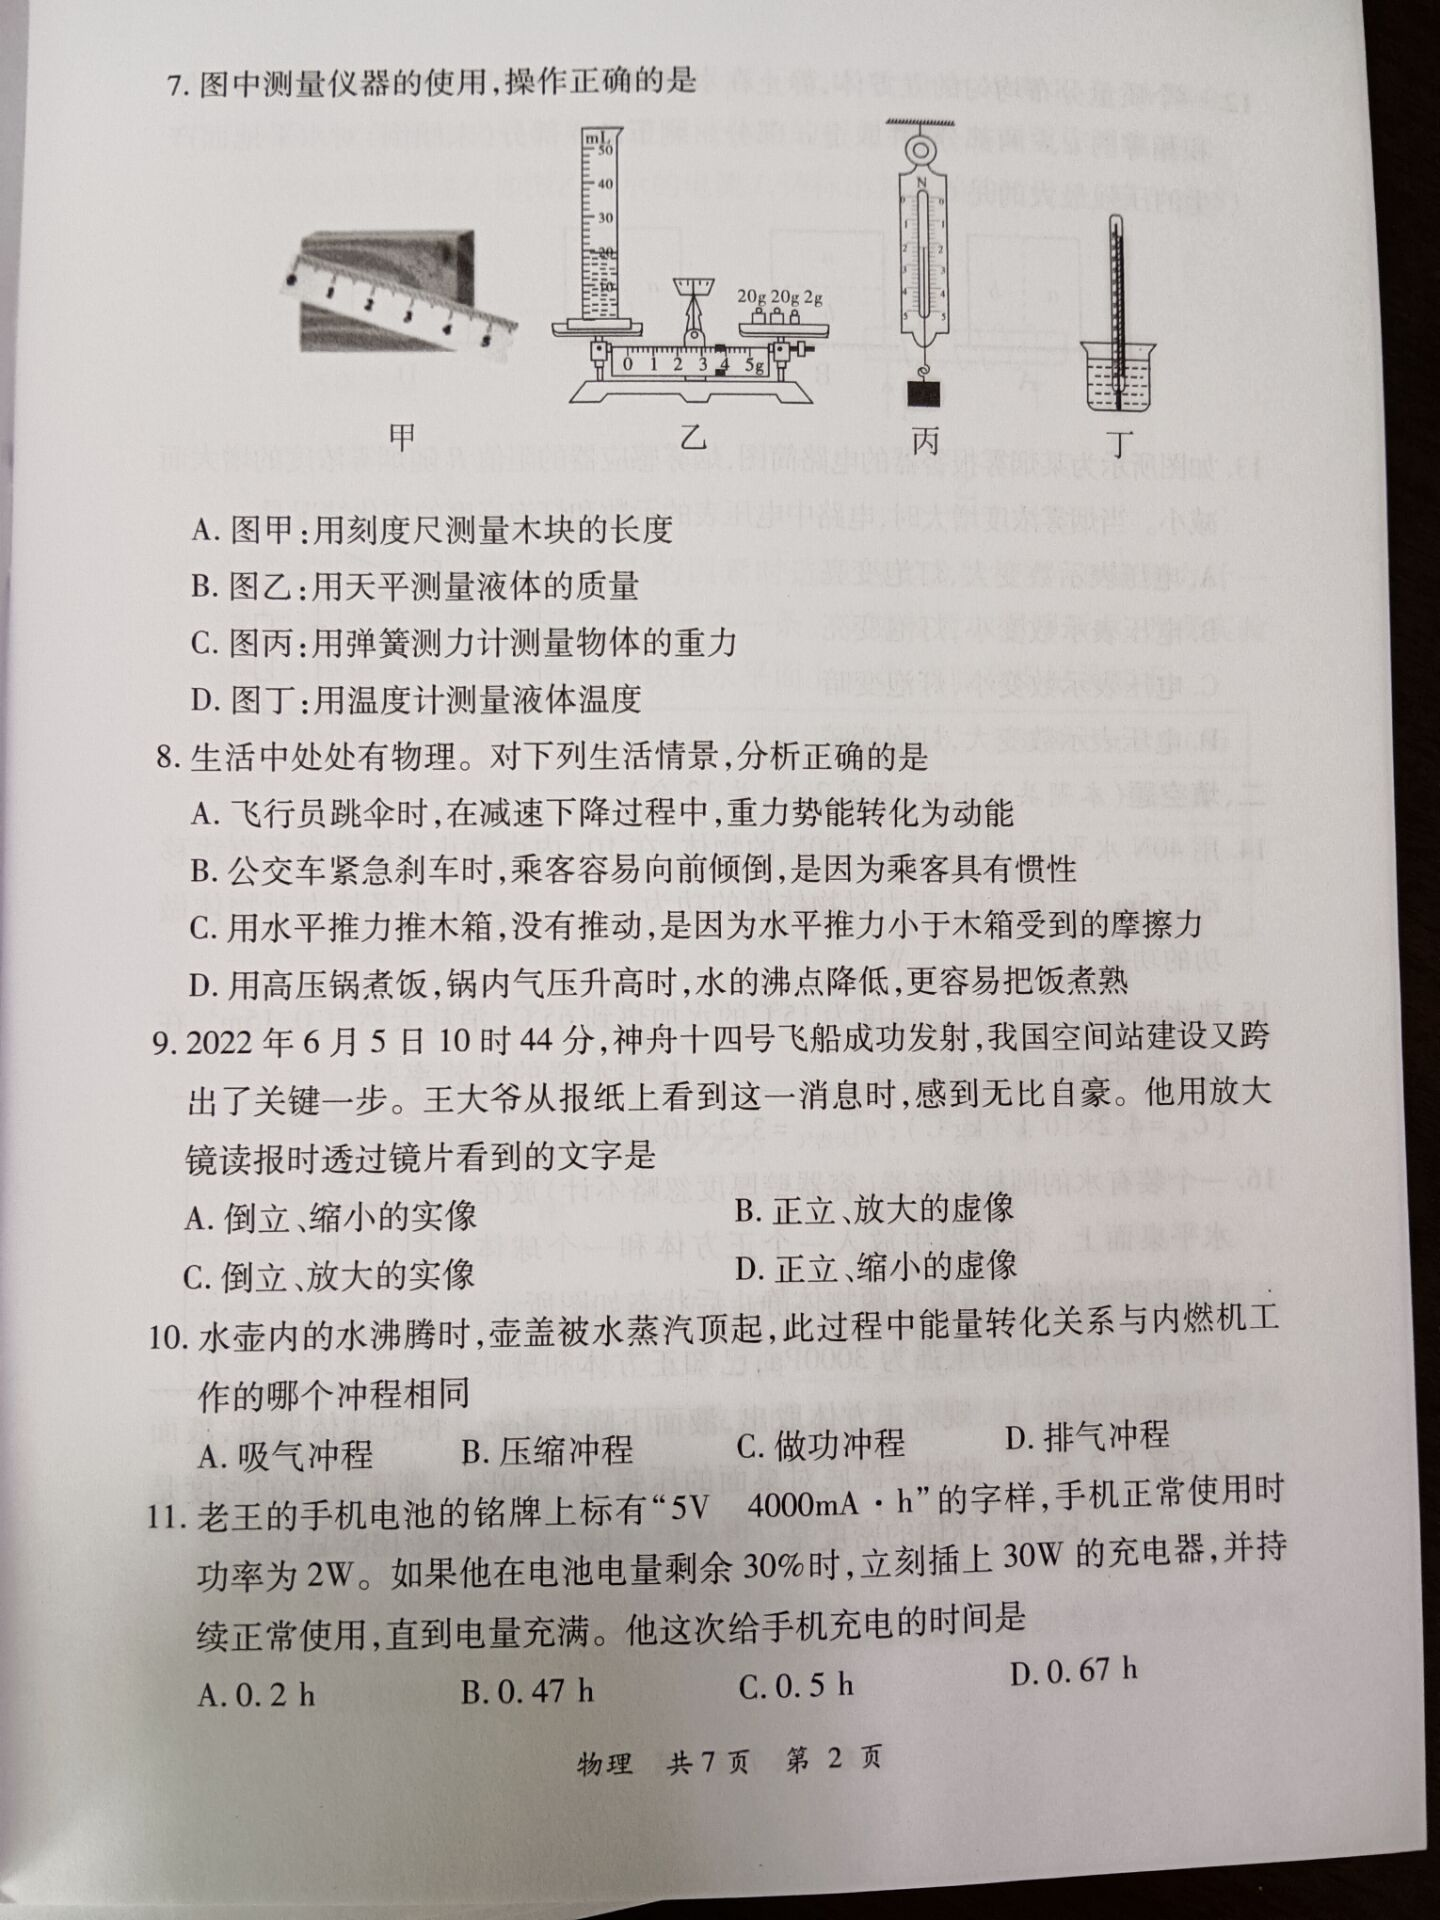 7. 图中测量仪器的使用,操作正确的是
mL
50
40
30
20
10
20g 20g 2g
0 1 2 3 4 5g
N
0 0
1 1
2 2
3 3
4 4
5 5
0 1 2 3 4 5
甲 乙 丙 丁
A. 图甲:用刻度尺测量木块的长度
B. 图乙:用天平测量液体的质量
C. 图丙:用弹簧测力计测量物体的重力
D. 图丁:用温度计测量液体温度
8. 生活中处处有物理。对下列生活情景,分析正确的是
A. 飞行员跳伞时,在减速下降过程中,重力势能转化为动能
B. 公交车紧急刹车时,乘客容易向前倾倒,是因为乘客具有惯性
C. 用水平推力推木箱,没有推动,是因为水平推力小于木箱受到的摩擦力
D. 用高压锅煮饭,锅内气压升高时,水的沸点降低,更容易把饭煮熟
9. 2022 年 6 月 5 日 10 时 44 分,神舟十四号飞船成功发射,我国空间站建设又跨
出了关键一步。王大爷从报纸上看到这一消息时,感到无比自豪。他用放大
镜读报时透过镜片看到的文字是
A. 倒立、缩小的实像 B. 正立、放大的虚像
C. 倒立、放大的实像 D. 正立、缩小的虚像
10. 水壶内的水沸腾时,壶盖被水蒸汽顶起,此过程中能量转化关系与内燃机工
作的哪个冲程相同
A. 吸气冲程 B. 压缩冲程 C. 做功冲程 D. 排气冲程
11. 老王的手机电池的铭牌上标有“5V 4000mA·h”的字样,手机正常使用时
功率为 2W。如果他在电池电量剩余 30%时,立刻插上 30W 的充电器,并持
续正常使用,直到电量充满。他这次给手机充电的时间是
A. 0. 2 h B. 0. 47 h C. 0. 5 h D. 0. 67 h
物理 共 7 页 第 2 页